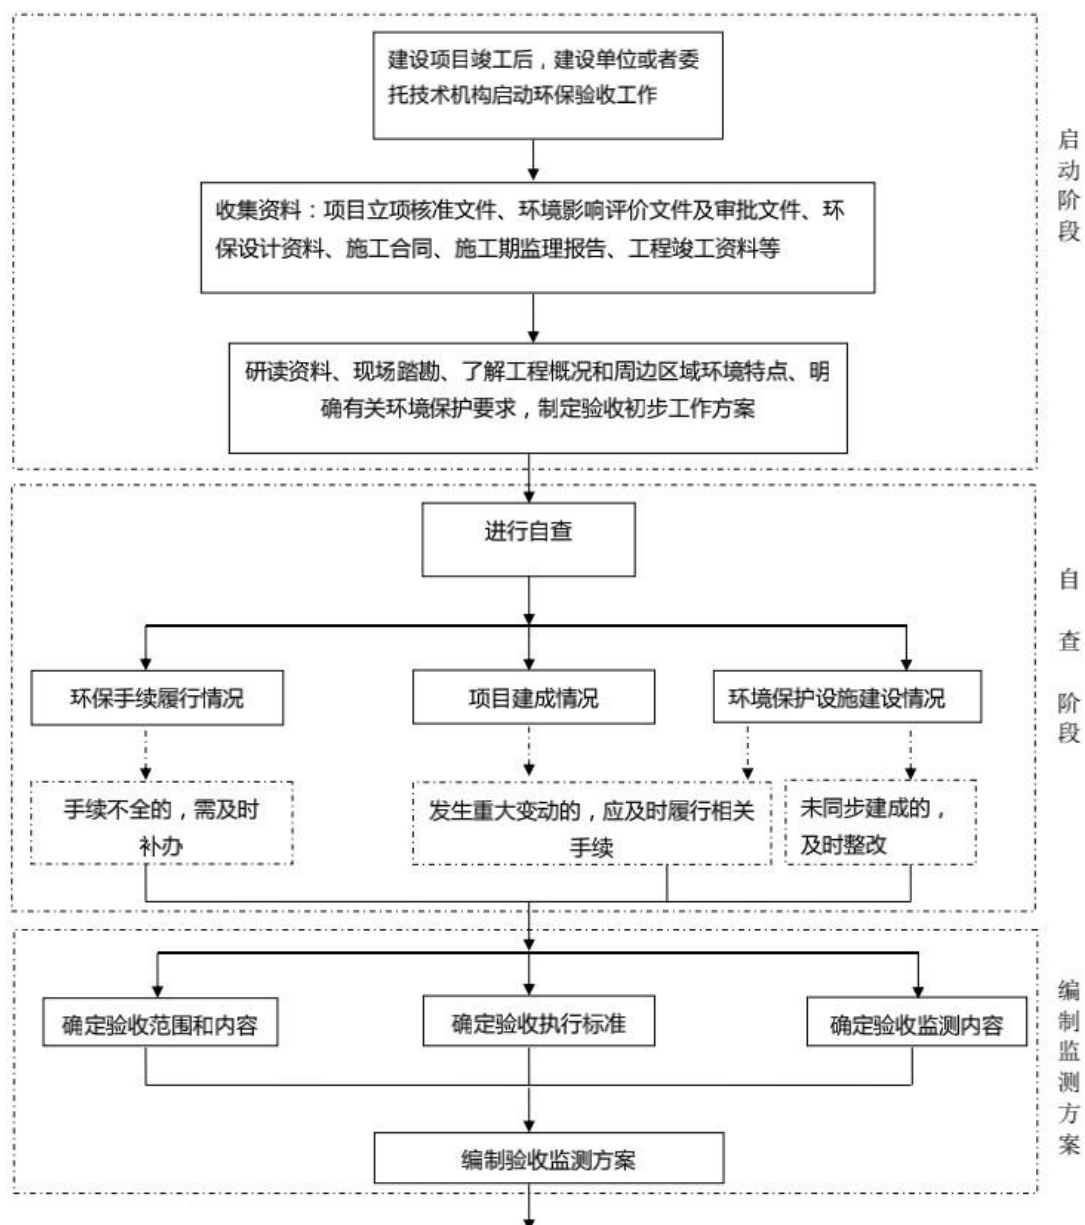 建设项目竣工后，建设单位或者委
托技术机构启动环保验收工作
收集资料：项目立项核准文件、环境影响评价文件及审批文件、环
保设计资料、施工合同、施工期监理报告、工程竣工资料等
研读资料、现场踏勘、了解工程概况和周边区域环境特点、明
确有关环境保护要求，制定验收初步工作方案
启动阶段
进行自查
环保手续履行情况
项目建成情况
环境保护设施建设情况
手续不全的，需及时
补办
发生重大变动的，应及时履行相关
手续
未同步建成的，
及时整改
自查阶段
确定验收范围和内容
确定验收执行标准
确定验收监测内容
编制验收监测方案
编制监测方案